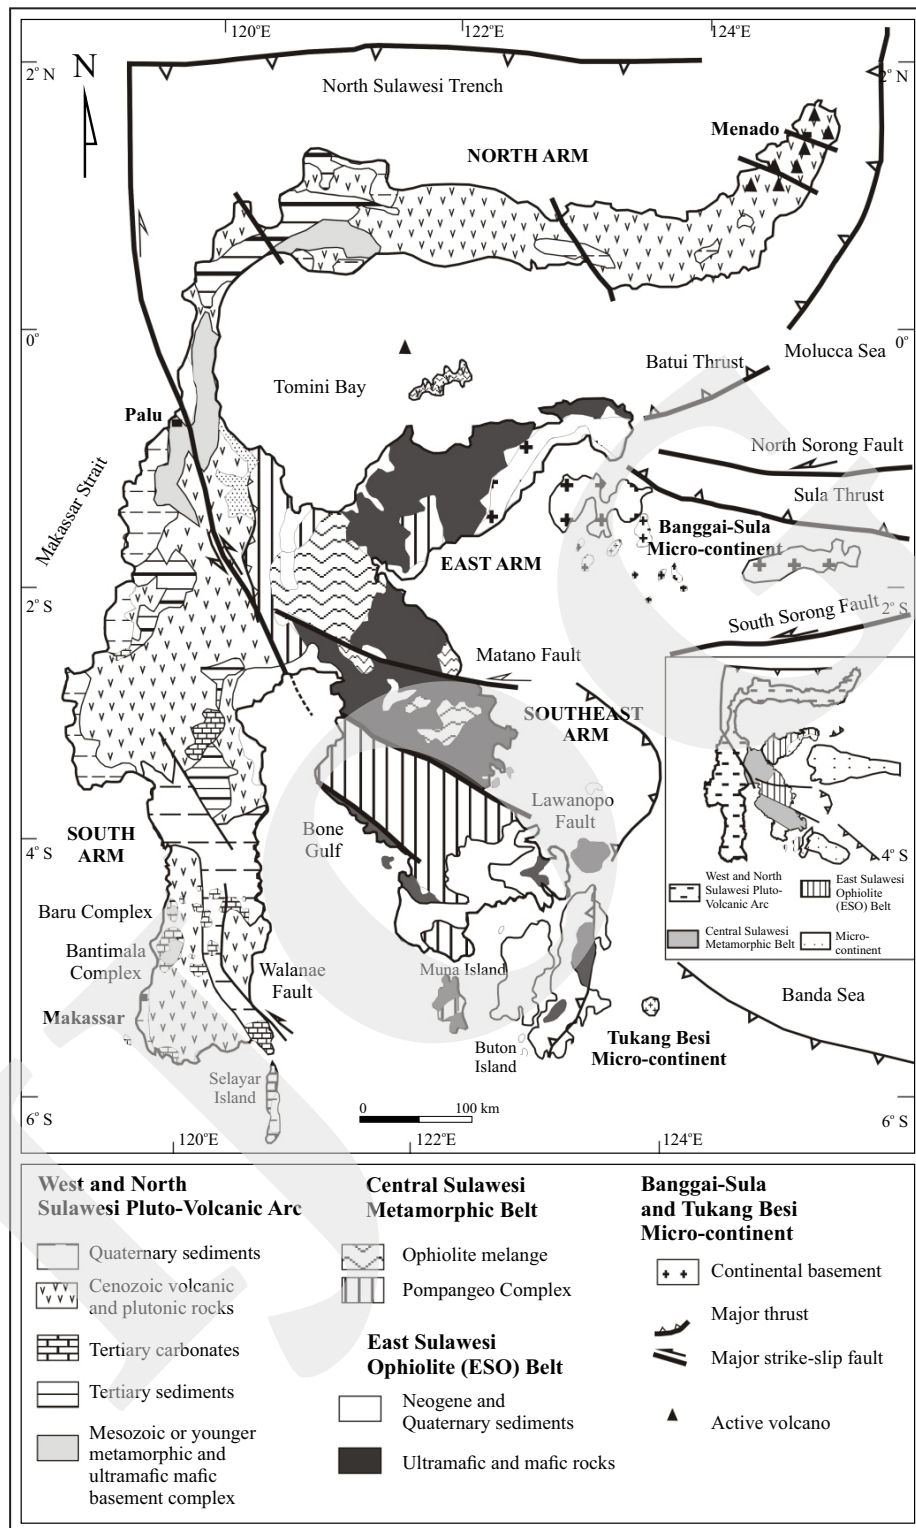 120°E
122°E
124°E
2° N
N
2° N
North Sulawesi Trench
Menado
NORTH ARM
0°
0°
Molucca Sea
Batui Thrust
Tomini Bay
Palu
North Sorong Fault
Makassar Strait
Sula Thrust
Banggai-Sula
Micro-continent
EAST ARM
2° S
2° S
South Sorong Fault
Matano Fault
SOUTHEAST
ARM
Lawanopo
Fault
Bone
Gulf
SOUTH
ARM
4° S
4° S
West and North
Sulawesi Pluto-
Volcanic Arc
East Sulawesi
Ophiolite
(ESO) Belt
Central Sulawesi
Metamorphic Belt
Micro-
continent
Baru Complex
Bantimala
Complex
Walanae
Fault
Muna Island
Makassar
Banda Sea
Tukang Besi
Micro-continent
Buton
Island
Selayar
Island
0
100 km
6° S
6° S
120°E
122°E
124°E
West and North
Sulawesi Pluto-Volcanic Arc
Quaternary sediments
Cenozoic volcanic
and plutonic rocks
Tertiary carbonates
Tertiary sediments
Mesozoic or younger
metamorphic and
ultramafic mafic
basement complex
Central Sulawesi
Metamorphic Belt
Ophiolite melange
Pompangeo Complex
East Sulawesi
Ophiolite (ESO) Belt
Neogene and
Quaternary sediments
Ultramafic and mafic rocks
Banggai-Sula
and Tukang Besi
Micro-continent
Continental basement
Major thrust
Major strike-slip fault
Active volcano
IJOG